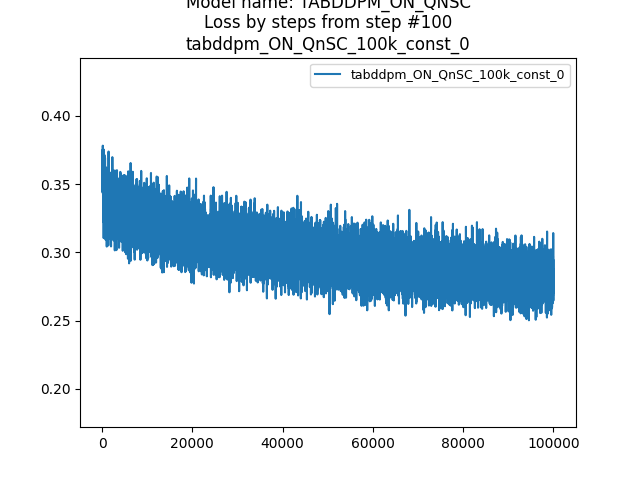 Model name: TABDDPM_ON_QNSC
Loss by steps from step #100
tabddpm_ON_QnSC_100k_const_0
tabddpm_ON_QnSC_100k_const_0
0.40
0.35
0.30
0.25
0.20
0
20000
40000
60000
80000
100000